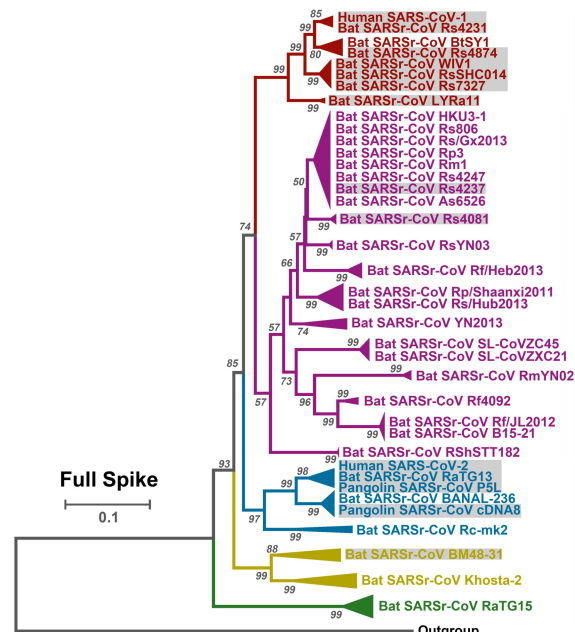 85
Human SARS-CoV-1
Bat SARSr-CoV Rs4231
99
99
80
Bat SARSr-CoV BtSY1
Bat SARSr-CoV Rs4874
99
99
Bat SARSr-CoV WIV1
Bat SARSr-CoV RsSHC014
Bat SARSr-CoV Rs7327
99
Bat SARSr-CoV LYRa11
Bat SARSr-CoV HKU3-1
Bat SARSr-CoV Rs806
Bat SARSr-CoV Rs/Gx2013
Bat SARSr-CoV Rp3
Bat SARSr-CoV Rm1
Bat SARSr-CoV Rs4247
50
Bat SARSr-CoV Rs4237
Bat SARSr-CoV As6526
74
99
Bat SARSr-CoV Rs4081
57
99
Bat SARSr-CoV RsYN03
66
99
Bat SARSr-CoV Rf/Heb2013
99
Bat SARSr-CoV Rp/Shaanxi2011
Bat SARSr-CoV Rs/Hub2013
57
74
Bat SARSr-CoV YN2013
99
Bat SARSr-CoV SL-CoVZC45
Bat SARSr-CoV SL-CoVZXC21
85
73
99
Bat SARSr-CoV RmYN02
57
96
99
Bat SARSr-CoV Rf4092
99
Bat SARSr-CoV Rf/JL2012
Bat SARSr-CoV B15-21
99
Bat SARSr-CoV RShSTT182
93
98
Human SARS-CoV-2
Bat SARSr-CoV RaTG13
Pangolin SARSr-CoV P5L
99
99
Bat SARSr-CoV BANAL-236
Pangolin SARSr-CoV cDNA8
Full Spike
0.1
97
99
Bat SARSr-CoV Rc-mk2
88
Bat SARSr-CoV BM48-31
99
99
Bat SARSr-CoV Khosta-2
99
Bat SARSr-CoV RaTG15
Outgroup